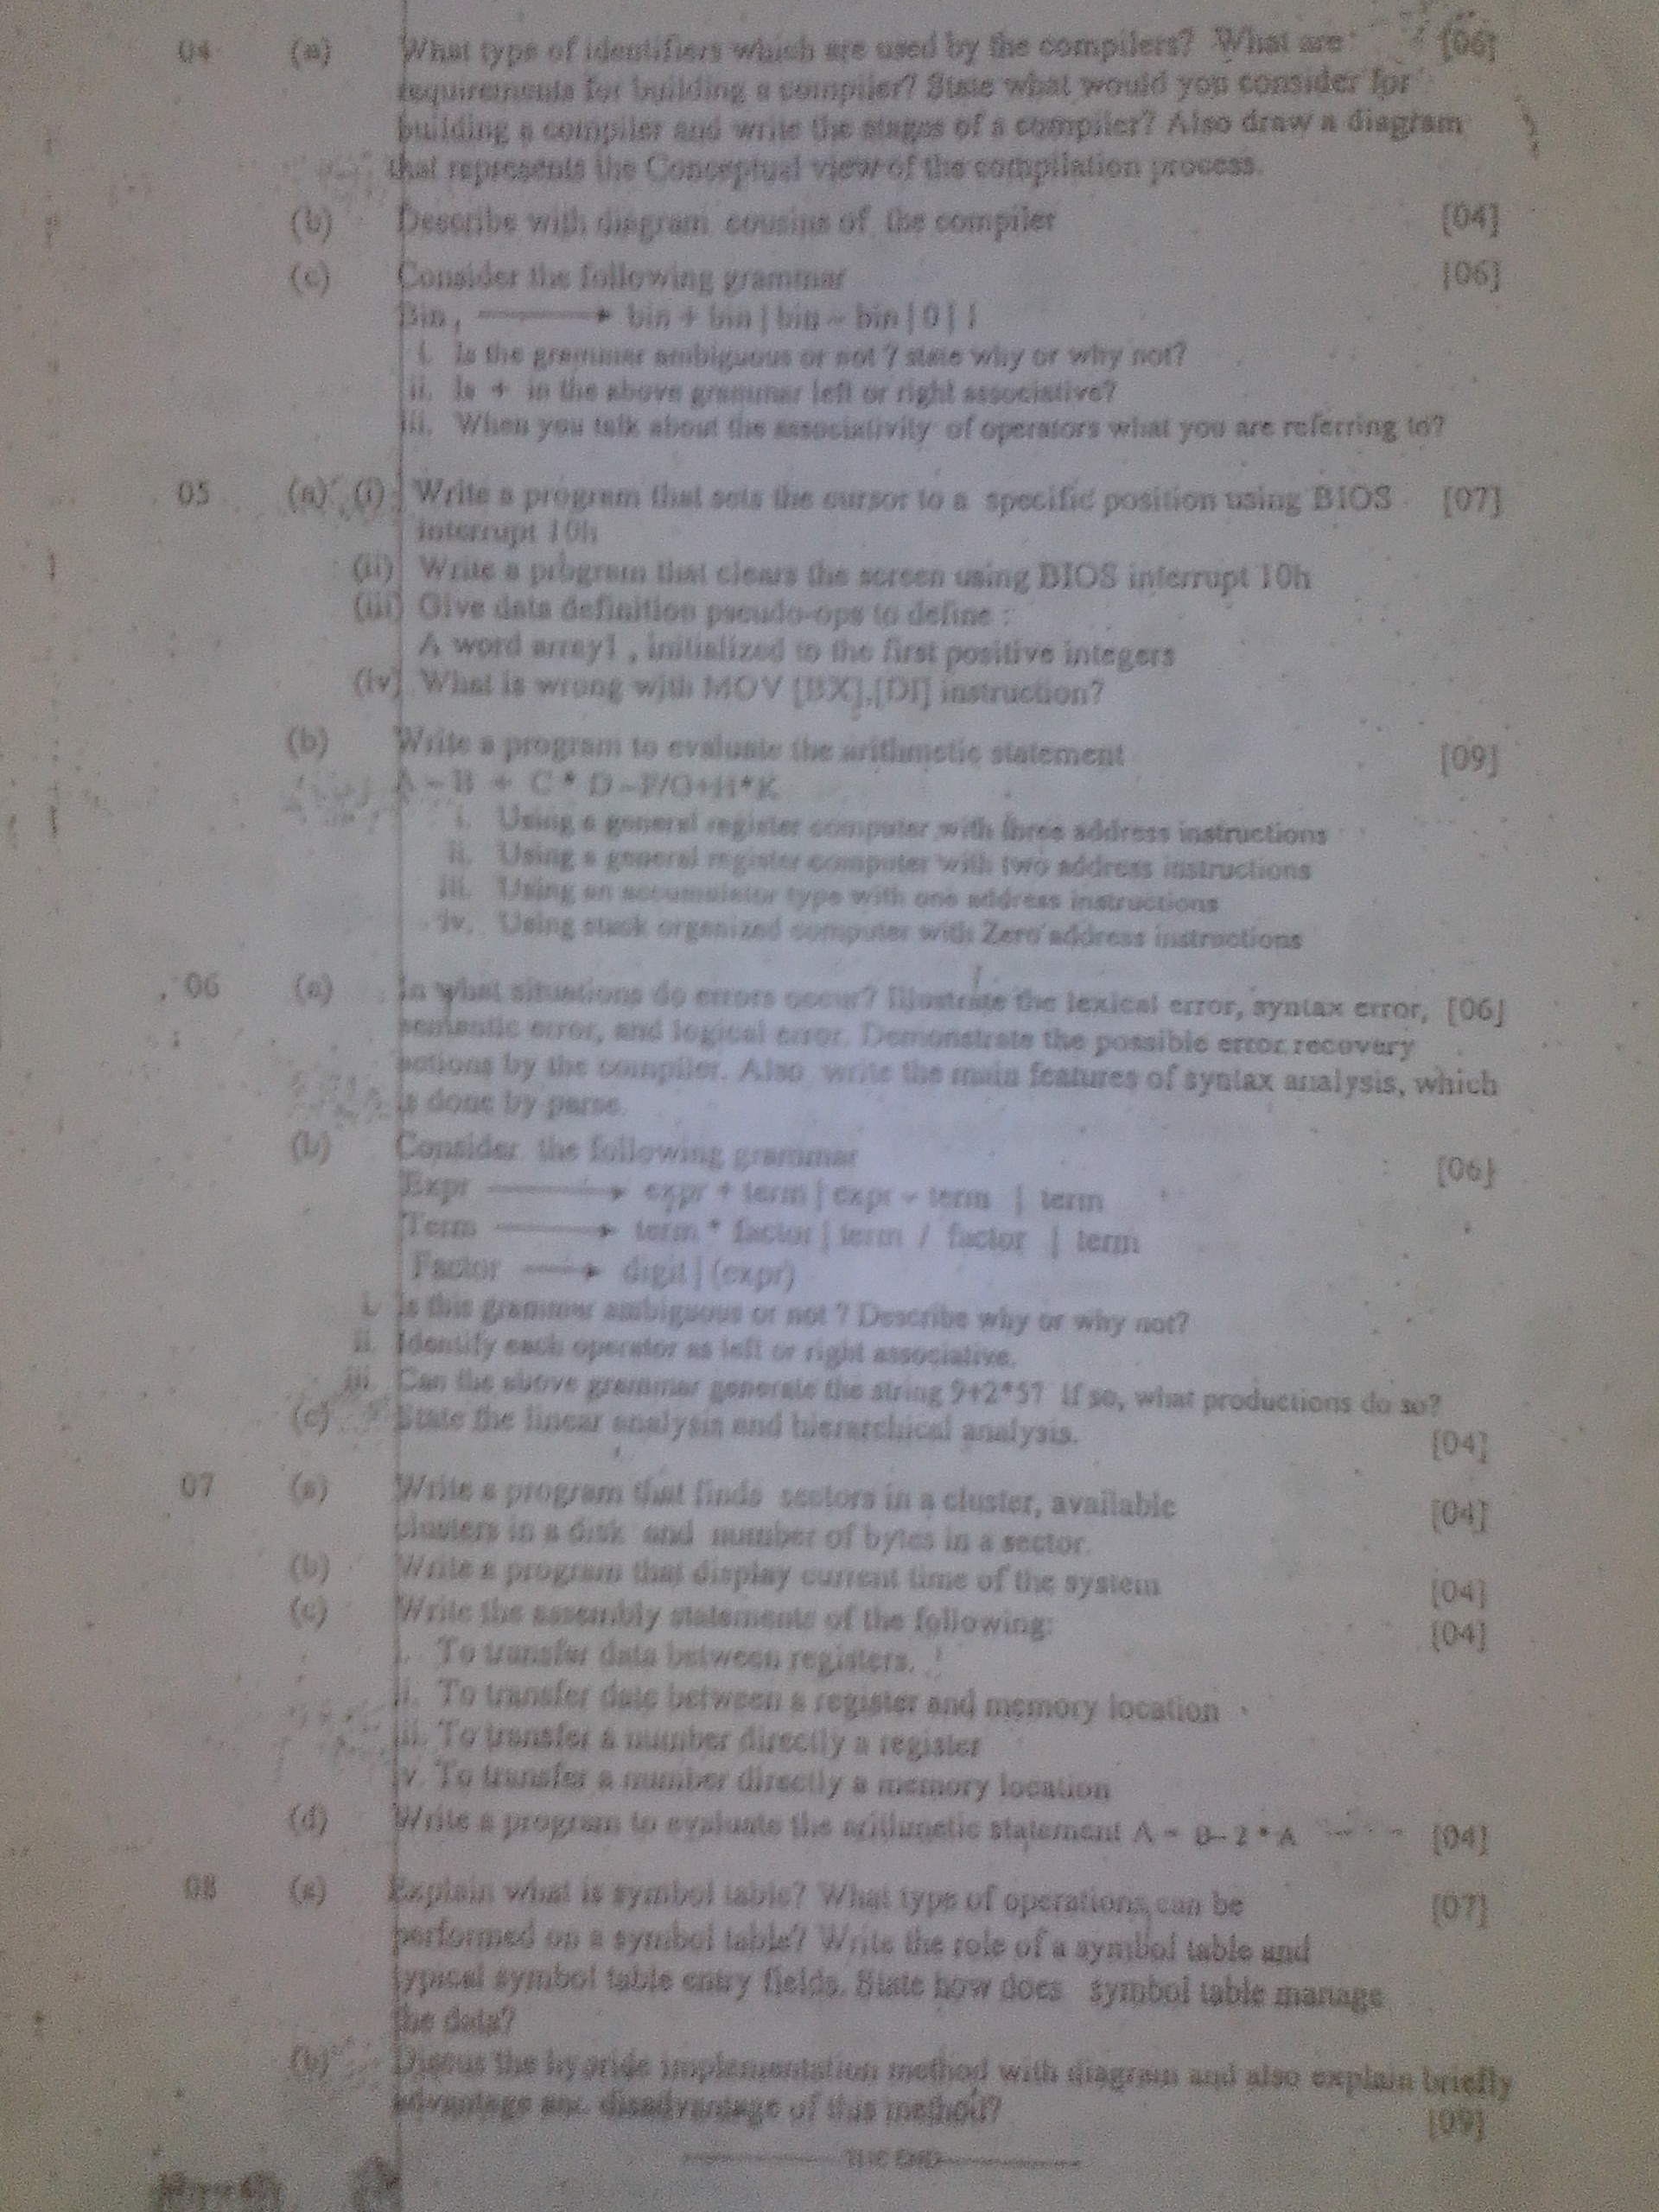 04 (a) What type of identifiers which are used by the compilers? What are [06]
requirements for building a compiler? State what would you consider for
building a compiler and write the stages of a compiler? Also draw a diagram
that represents the Conceptual view of the compilation process.
(b) Describe with diagram cousins of the compiler [04]
(c) Consider the following grammar [06]
Bin → bin + bin | bin - bin | 0 | 1
i. Is the grammar ambiguous or not ? state why or why not?
ii. Is + in the above grammar left or right associative?
iii. When you talk about the associativity of operators what you are referring to?
05 (a) (i) Write a program that sets the cursor to a specific position using BIOS [07]
interrupt 10h
(ii) Write a program that clears the screen using BIOS interrupt 10h
(iii) Give data definition pseudo-ops to define :
A word array1 , initialized to the first positive integers
(iv) What is wrong with MOV [BX],[DI] instruction?
(b) Write a program to evaluate the arithmetic statement [09]
A - B + C * D -F/G+H*K
i. Using a general register computer with three address instructions
ii. Using a general register computer with two address instructions
iii. Using an accumulator type with one address instructions
iv. Using stack organized computer with Zero address instructions
06 (a) In what situations do errors occur? Illustrate the lexical error, syntax error, [06]
semantic error, and logical error. Demonstrate the possible error recovery
actions by the compiler. Also write the main features of syntax analysis, which
is done by parse.
(b) Consider the following grammar [06]
Expr → expr + term | expr - term | term
Term → term * factor | term / factor | term
Factor → digit | (expr)
i. Is this grammar ambiguous or not ? Describe why or why not?
ii. Identify each operator as left or right associative.
iii. Can the above grammar generate the string 9+2*5? If so, what productions do so?
(c) State the linear analysis and hierarchical analysis. [04]
07 (a) Write a program that finds sectors in a cluster, available [04]
clusters in a disk and number of bytes in a sector.
(b) Write a program that display current time of the system [04]
(c) Write the assembly statements of the following: [04]
i. To transfer data between registers.
ii. To transfer date between a register and memory location
iii. To transfer a number directly a register
iv. To transfer a number directly a memory location
(d) Write a program to evaluate the arithmetic statement A = B- 2 * A [04]
08 (a) Explain what is symbol table? What type of operations can be [07]
performed on a symbol table? Write the role of a symbol table and
typical symbol table entry fields. State how does symbol table manage
the data?
(b) Discus the implementation method with diagram and also explain briefly
advantage disadvantage of this method? [09]
THE END